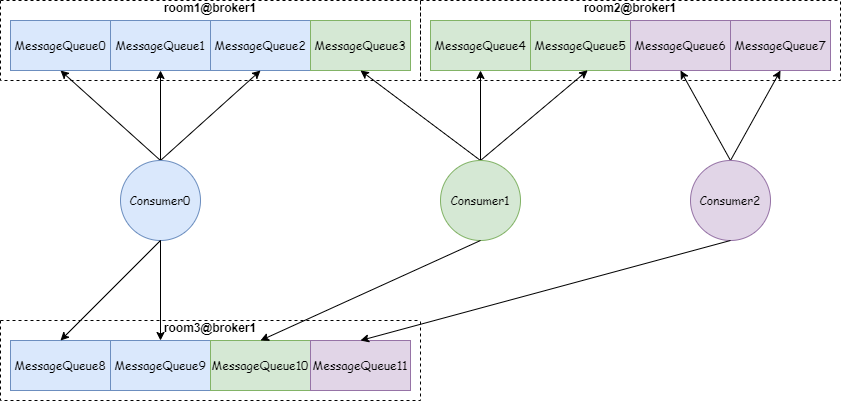 room1@broker1
room2@broker1
MessageQueue0
MessageQueue1
MessageQueue2
MessageQueue3
MessageQueue4
MessageQueue5
MessageQueue6
MessageQueue7
Consumer0
Consumer1
Consumer2
room3@broker1
MessageQueue8
MessageQueue9
MessageQueue10
MessageQueue11